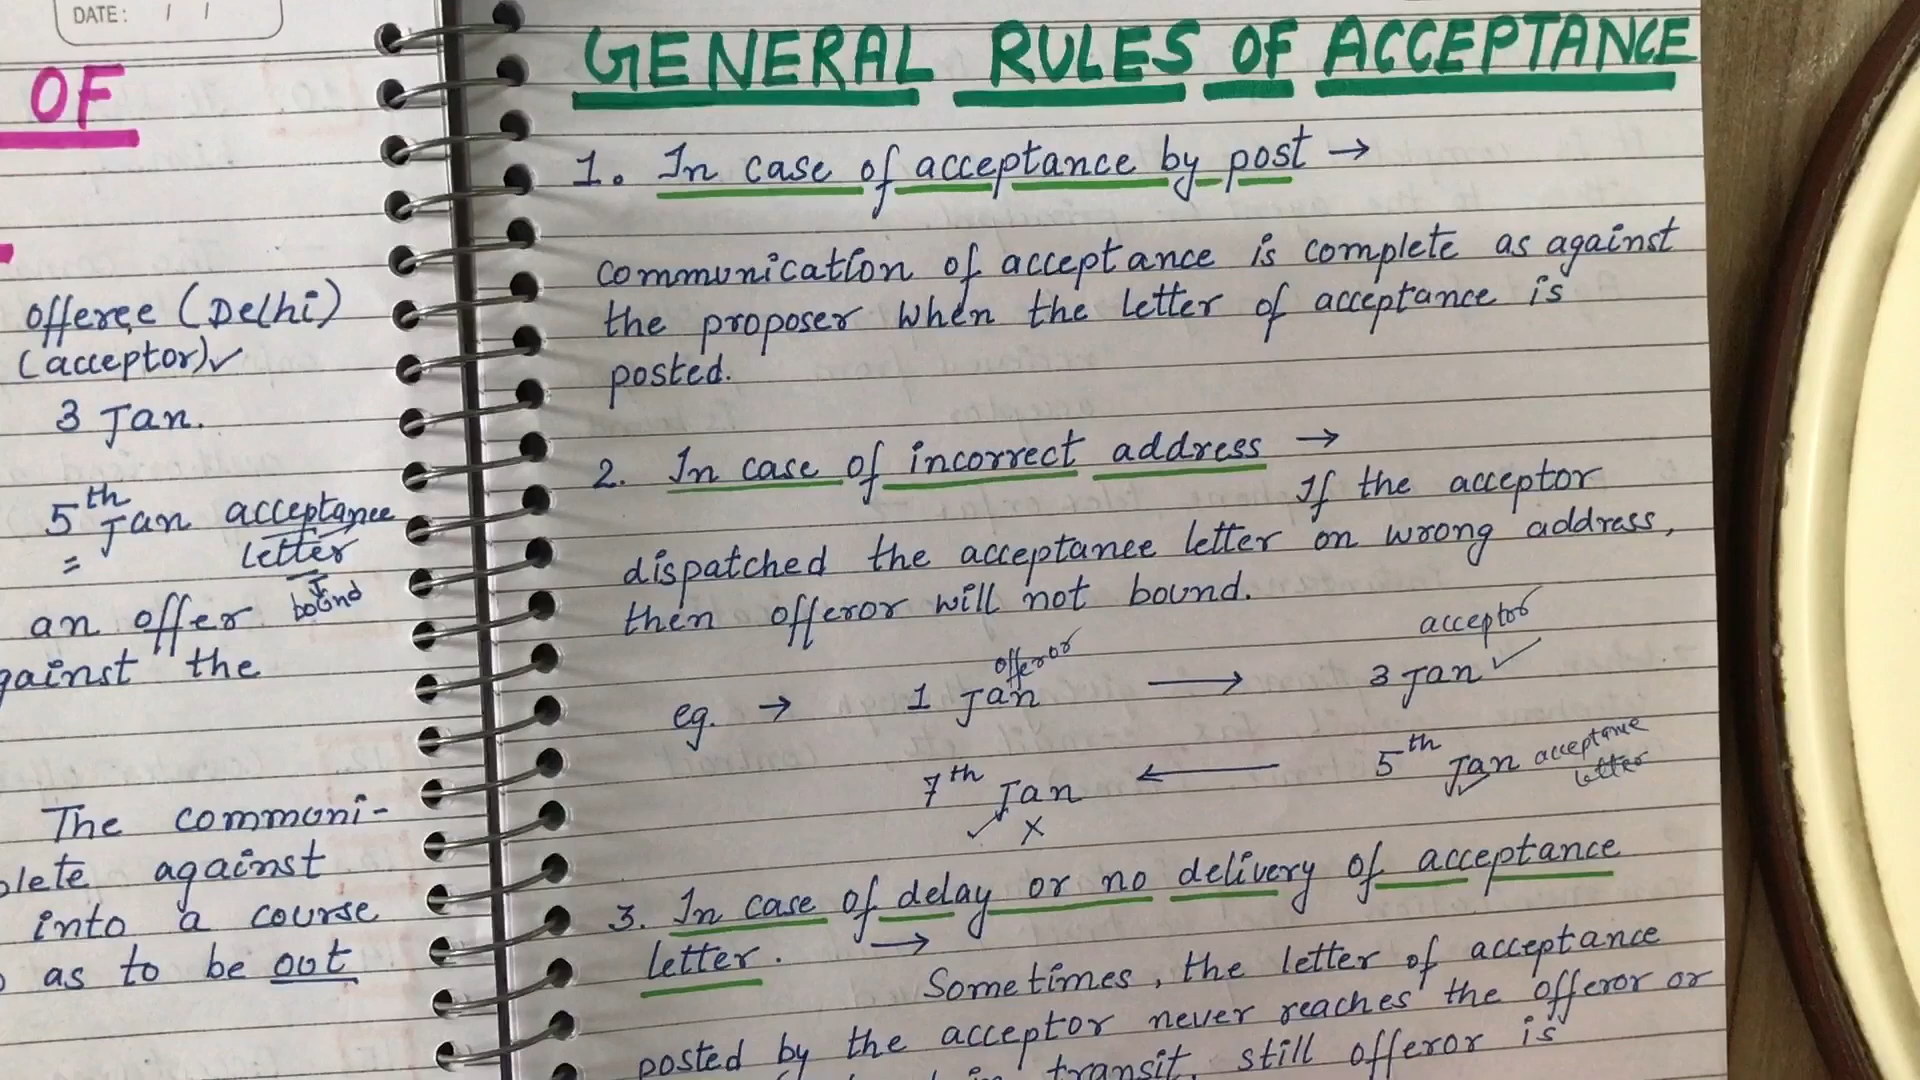 DATE: / /
OF
offeree (Delhi)
(acceptor)✓
3 Jan.
5th Jan acceptance
letter
bound
an offer
gainst the
The communi-
plete against
into a course
as to be out
GENERAL RULES OF ACCEPTANCE
1. In case of acceptance by post →
communication of acceptance is complete as against
the proposer when the letter of acceptance is
posted.
2. In case of incorrect address →
If the acceptor
dispatched the acceptance letter on wrong address,
then offeror will not bound.
offeror acceptor
eg. → 1 Jan → 3 Jan ✓
7th Jan ← 5th Jan acceptance
letter
✓ X
3. In case of delay or no delivery of acceptance
letter. →
Sometimes, the letter of acceptance
posted by the acceptor never reaches the offeror or
transit, still offeror is